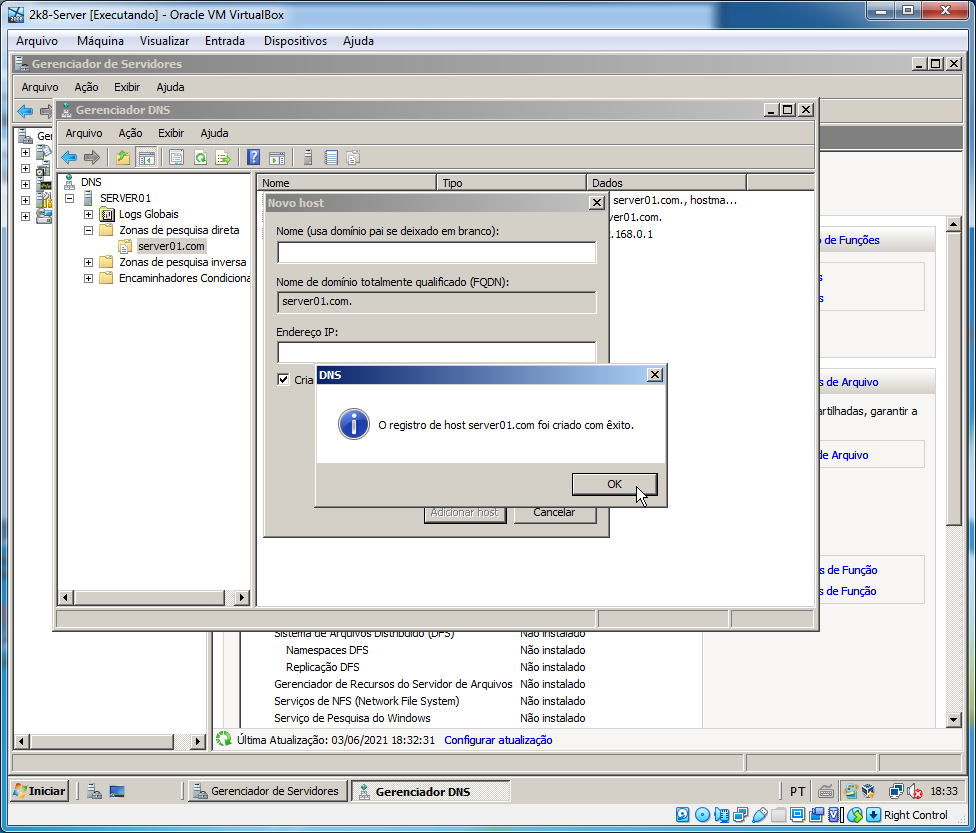 2k8-Server [Executando] - Oracle VM VirtualBox
Arquivo Máquina Visualizar Entrada Dispositivos Ajuda
Gerenciador de Servidores
Arquivo Ação Exibir Ajuda
Ger
Gerenciador DNS
Arquivo Ação Exibir Ajuda
DNS
SERVER01
Logs Globais
Zonas de pesquisa direta
server01.com
Zonas de pesquisa inversa
Encaminhadores Condiciona
Nome Tipo Dados
server01.com., hostma...
ver01.com.
.168.0.1
Novo host
Nome (usa domínio pai se deixado em branco):
Nome de domínio totalmente qualificado (FQDN):
server01.com.
Endereço IP:
Cria
DNS
O registro de host server01.com foi criado com êxito.
OK
Adicionar host Cancelar
o de Funções
s
s
s de Arquivo
artilhadas, garantir a
de Arquivo
s de Função
s de Função
Sistema de Arquivos Distribuído (DFS) Não instalado
Namespaces DFS Não instalado
Replicação DFS Não instalado
Gerenciador de Recursos do Servidor de Arquivos Não instalado
Serviços de NFS (Network File System) Não instalado
Serviço de Pesquisa do Windows Não instalado
Última Atualização: 03/06/2021 18:32:31 Configurar atualização
Iniciar Gerenciador de Servidores Gerenciador DNS PT 18:33
Right Control